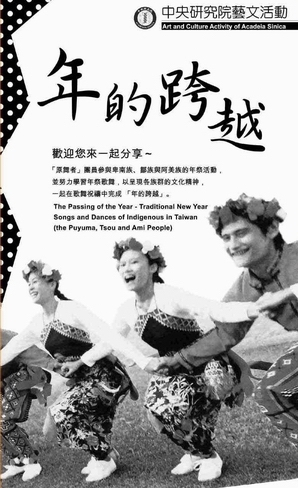 中央研究院藝文活動
Art and Culture Activity of Academia Sinica
年的跨越
歡迎您來一起分享～
「原舞者」團員參與卑南族、鄒族與阿美族的年祭活動，
並努力學習年祭歌舞，以呈現各族群的文化精神，
一起在歌舞祝禱中完成「年的跨越」。
The Passing of the Year - Traditional New Year
Songs and Dances of Indigenous in Taiwan
(the Puyuma, Tsou and Ami People)